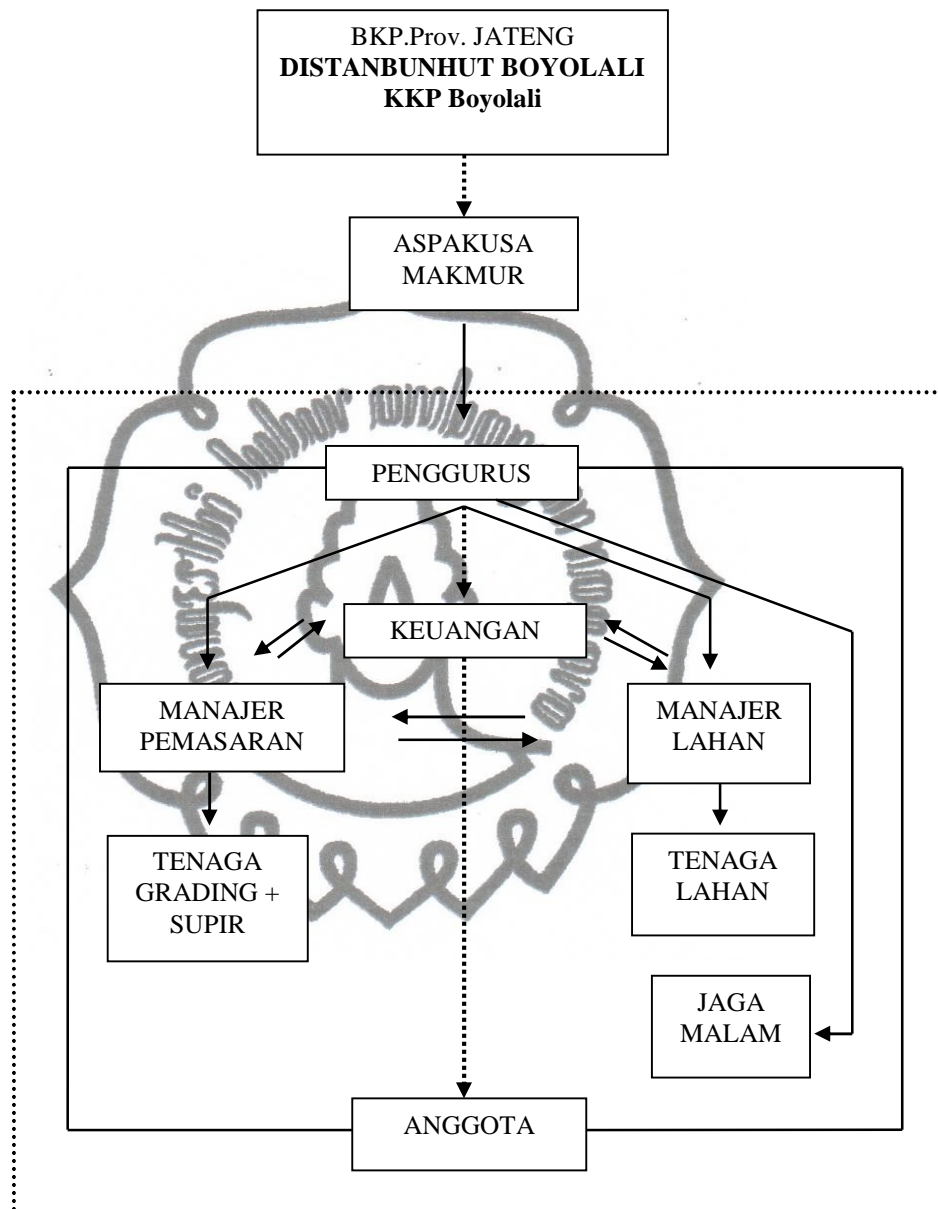 BKP.Prov. JATENG
DISTANBUNHUT BOYOLALI
KKP Boyolali
ASPAKUSA
MAKMUR
PENGGURUS
KEUANGAN
MANAJER
PEMASARAN
MANAJER
LAHAN
TENAGA
GRADING +
SUPIR
TENAGA
LAHAN
JAGA
MALAM
ANGGOTA